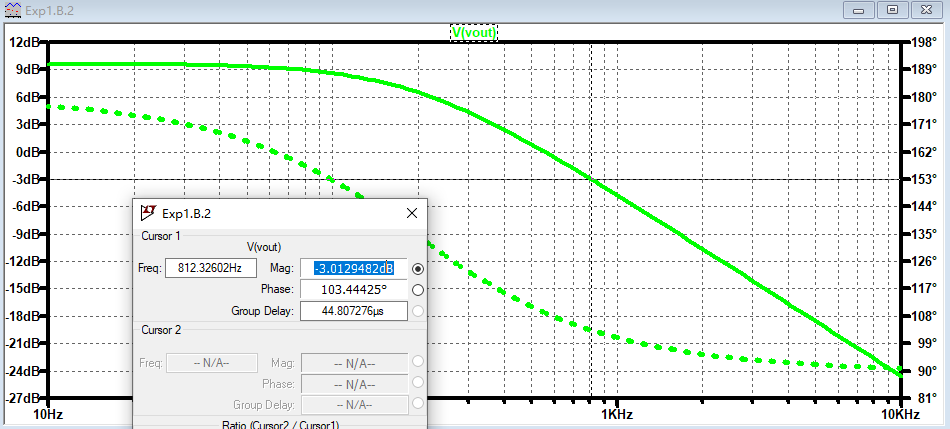 Exp1.B.2
V(vout)
12dB 198°
9dB 189°
6dB 180°
3dB 171°
0dB 162°
-3dB 153°
-6dB 144°
-9dB 135°
-12dB 126°
-15dB 117°
-18dB 108°
-21dB 99°
-24dB 90°
-27dB 81°
10Hz 1KHz 10KHz
Exp1.B.2
Cursor 1
V(vout)
Freq: 812.32602Hz Mag: -3.0129482dB
Phase: 103.44425°
Group Delay: 44.807276µs
Cursor 2
Freq: -- N/A-- Mag: -- N/A--
Phase: -- N/A--
Group Delay: -- N/A--
Ratio (Cursor2 / Cursor1)